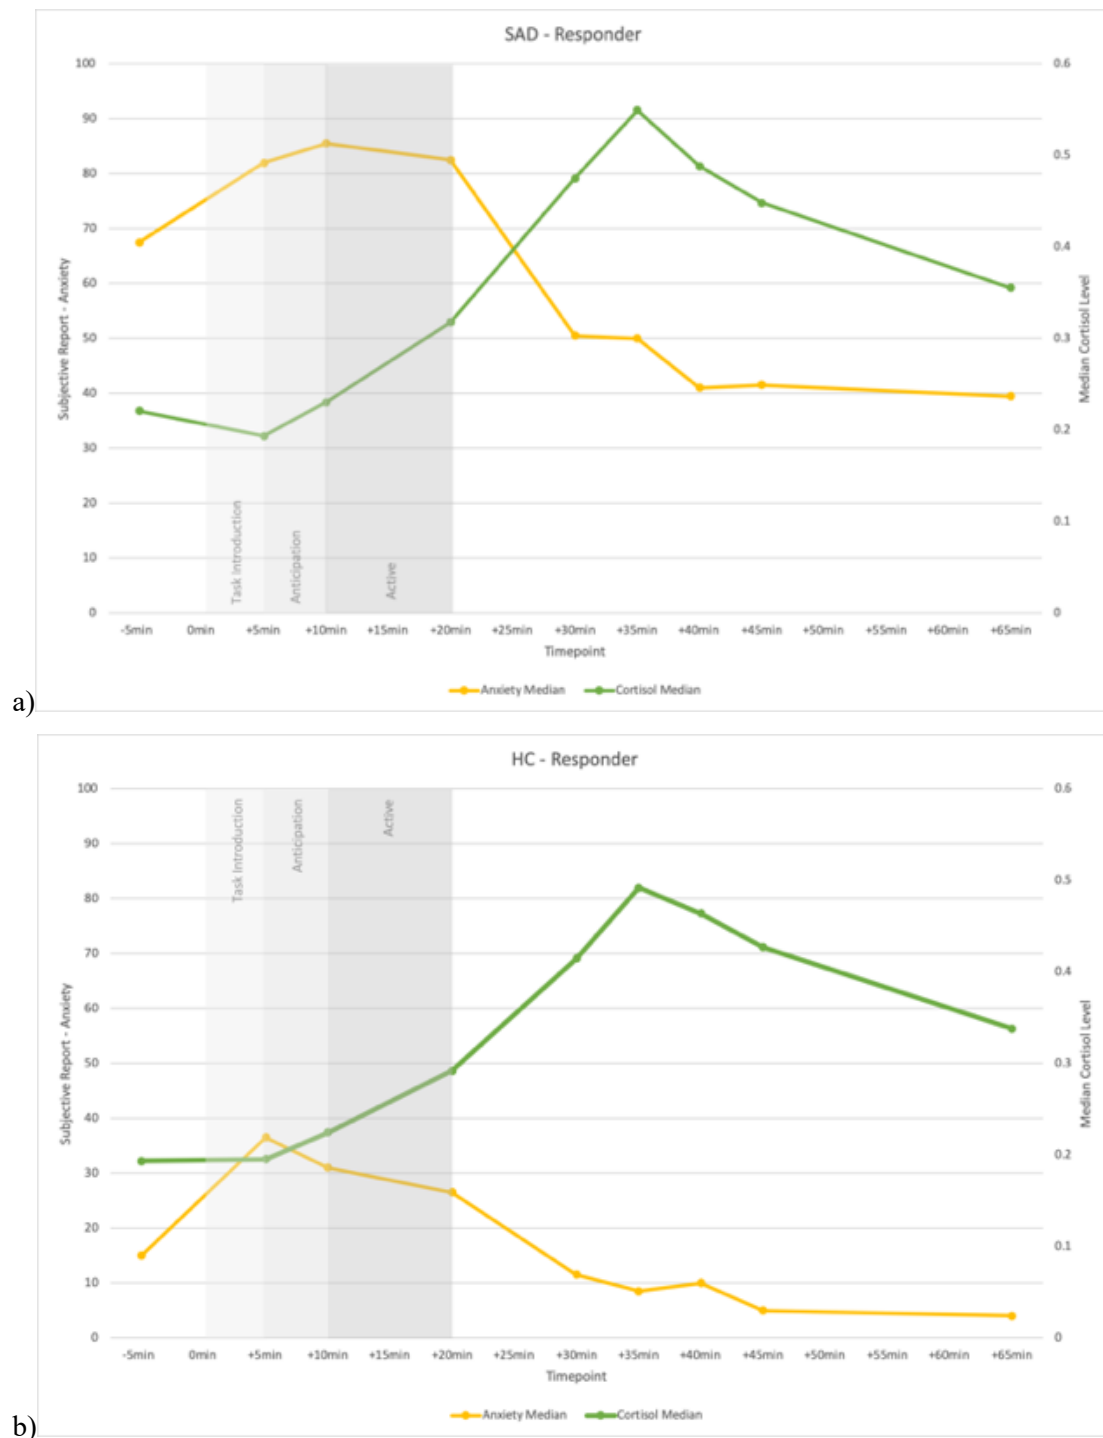 SAD - Responder
100
90
80
70
60
50
40
30
20
10
0
Subjective Report - Anxiety
0.6
0.5
0.4
0.3
0.2
0.1
0
Median Cortisol Level
Task Introduction
Anticipation
Active
-5min 0min +5min +10min +15min +20min +25min +30min +35min +40min +45min +50min +55min +60min +65min
Timepoint
Anxiety Median Cortisol Median
a)
HC - Responder
100
90
80
70
60
50
40
30
20
10
0
Subjective Report - Anxiety
0.6
0.5
0.4
0.3
0.2
0.1
0
Median Cortisol Level
Task Introduction
Anticipation
Active
-5min 0min +5min +10min +15min +20min +25min +30min +35min +40min +45min +50min +55min +60min +65min
Timepoint
Anxiety Median Cortisol Median
b)